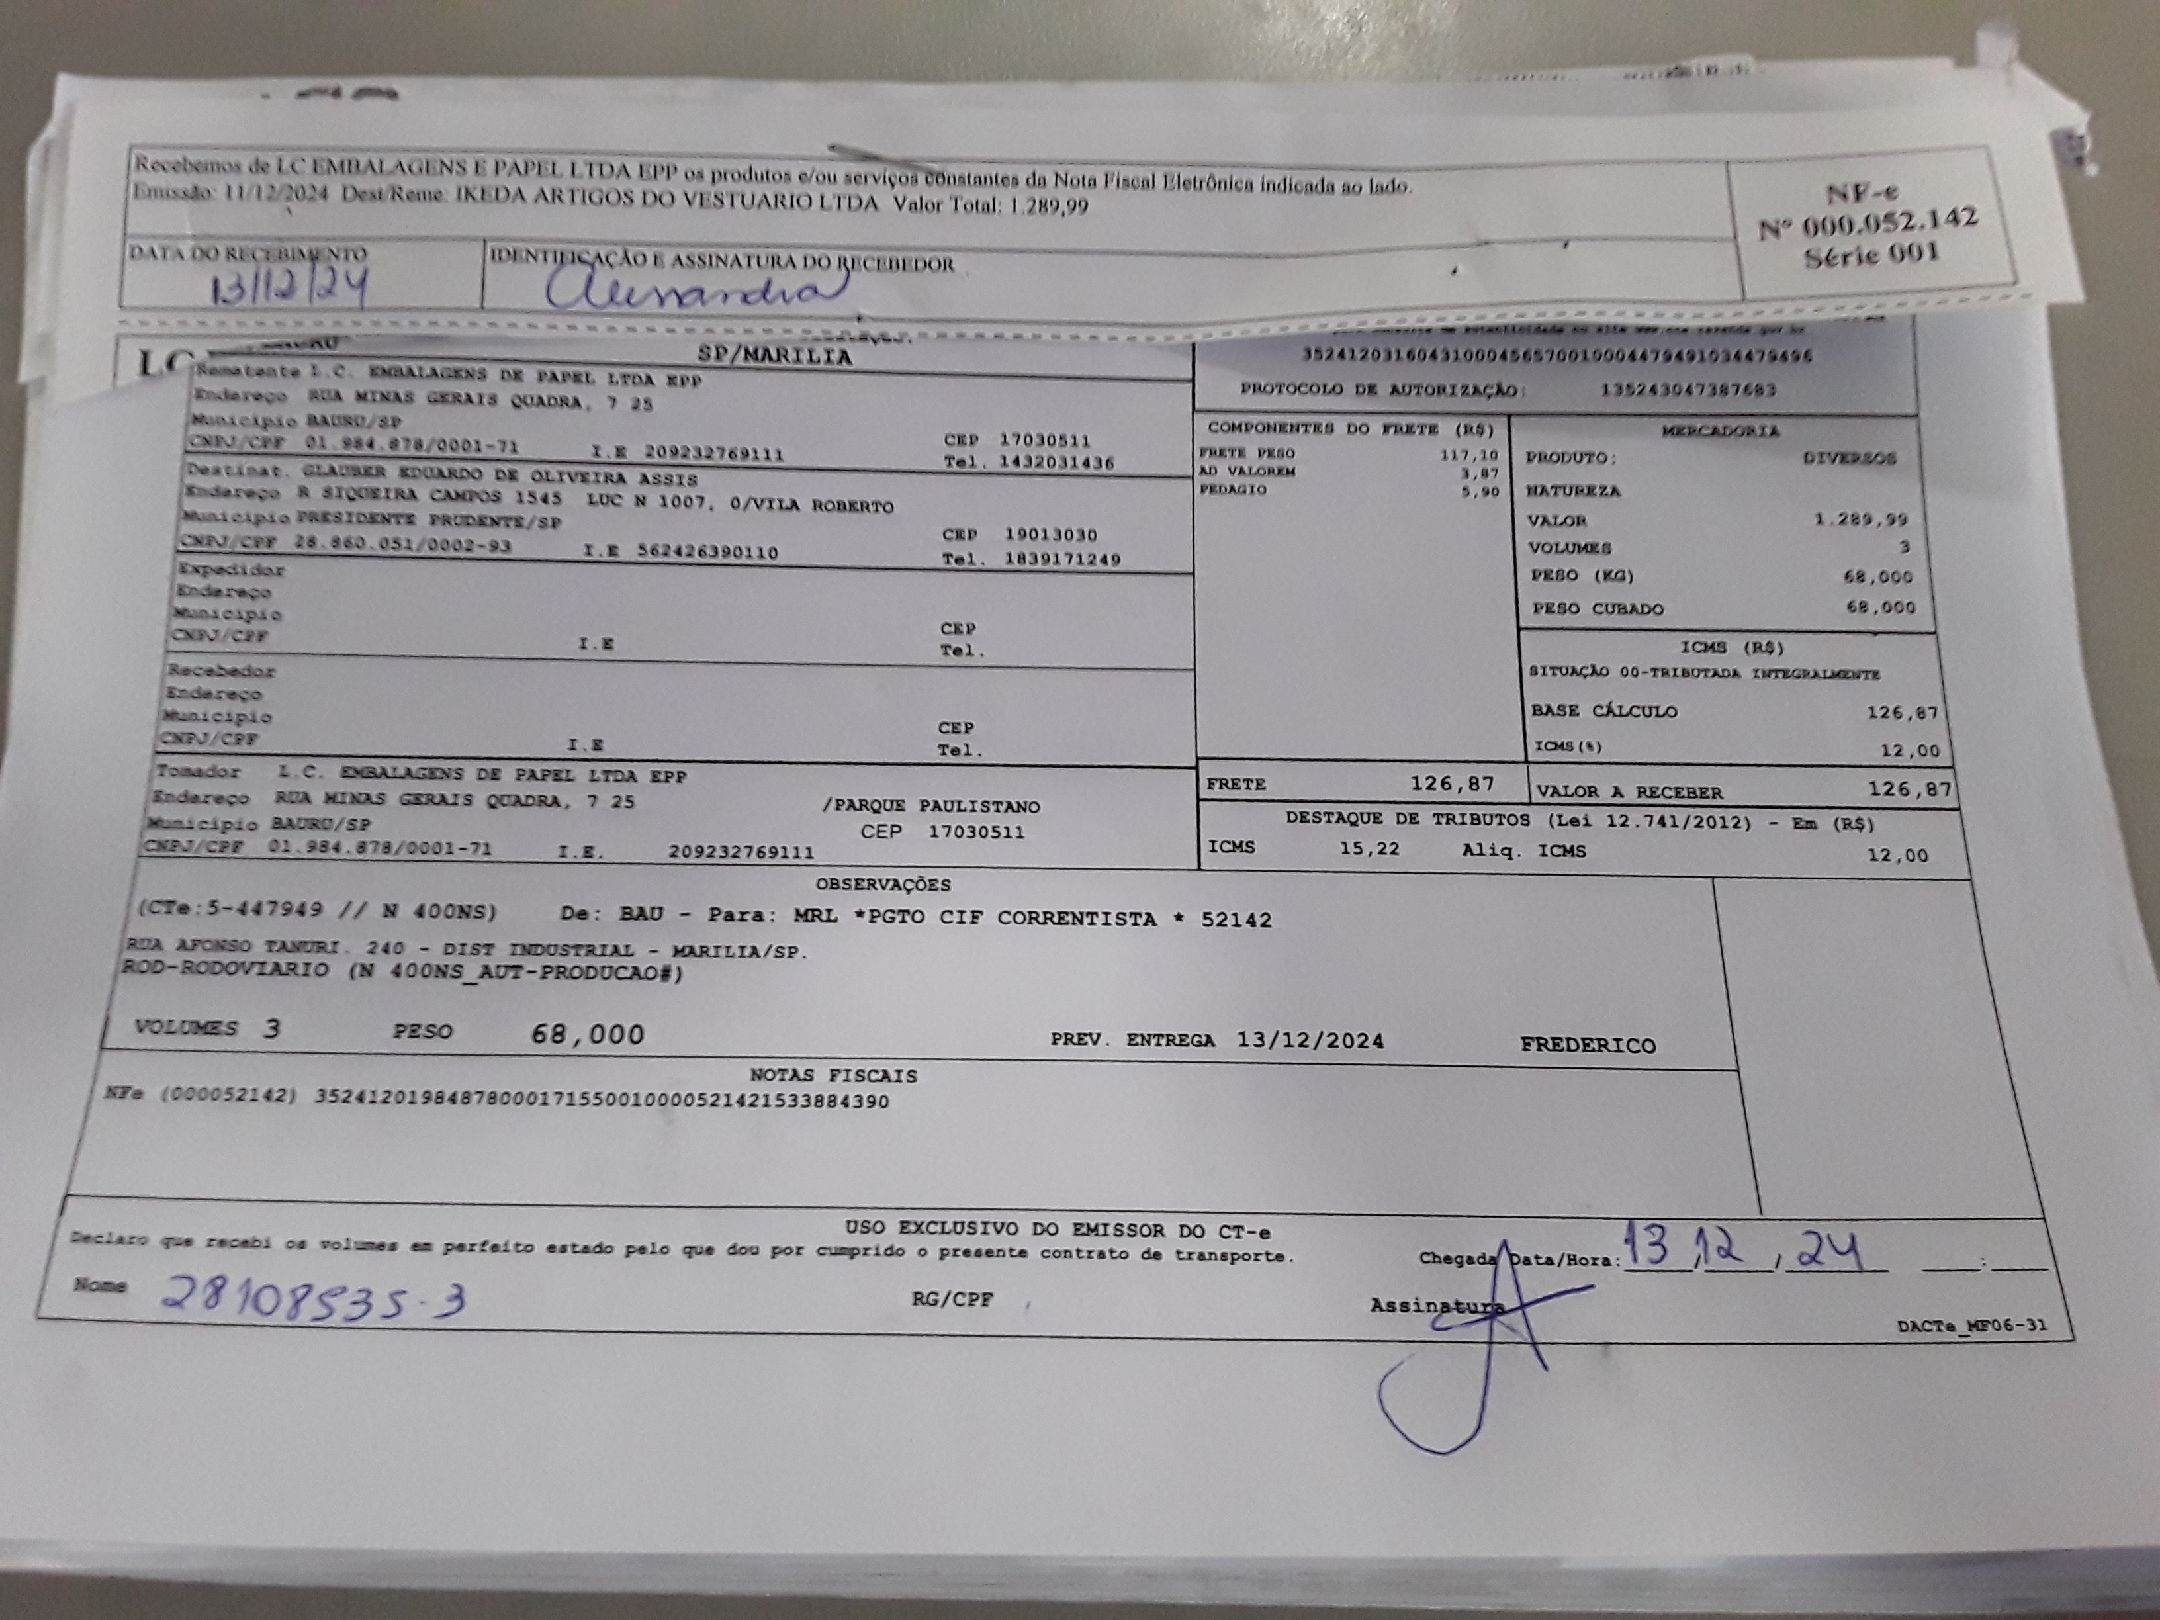 Recebemos de LC EMBALAGENS E PAPEL LTDA EPP os produtos e/ou serviços constantes da Nota Fiscal Eletrônica indicada ao lado.
Emissão: 11/12/2024 Dest/Reme: IKEDA ARTIGOS DO VESTUARIO LTDA Valor Total: 1.289,99
NF-e
Nº 000.052.142
Série 001
DATA DO RECEBIMENTO
13/12/24
IDENTIFICAÇÃO E ASSINATURA DO RECEBEDOR
Alessandra
LC
SP/MARILIA
Remetente L.C. EMBALAGENS DE PAPEL LTDA EPP
Endereço RUA MINAS GERAIS QUADRA, 7 25
Município BAURU/SP
CEP 17030511
CNPJ/CPF 01.984.878/0001-71 I.E 209232769111 Tel. 1432031436
Destinat. GLAUBER EDUARDO DE OLIVEIRA ASSIS
Endereço R SIQUEIRA CAMPOS 1545 LUC N 1007, 0/VILA ROBERTO
Município PRESIDENTE PRUDENTE/SP CEP 19013030
CNPJ/CPF 28.860.051/0002-93 I.E 562426390110 Tel. 1839171249
Expedidor
Endereço
Município CEP
CNPJ/CPF I.E Tel.
Recebedor
Endereço
Município CEP
CNPJ/CPF I.E Tel.
Tomador L.C. EMBALAGENS DE PAPEL LTDA EPP
Endereço RUA MINAS GERAIS QUADRA, 7 25 /PARQUE PAULISTANO
Município BAURU/SP CEP 17030511
CNPJ/CPF 01.984.878/0001-71 I.E. 209232769111
35241203160431000456570010004479491034479496
PROTOCOLO DE AUTORIZAÇÃO: 135243047387683
COMPONENTES DO FRETE (R$)
FRETE PESO 117,10
AD VALOREM 3,87
PEDAGIO 5,90
MERCADORIA
PRODUTO: DIVERSOS
NATUREZA
VALOR 1.289,99
VOLUMES 3
PESO (KG) 68,000
PESO CUBADO 68,000
ICMS (R$)
SITUAÇÃO 00-TRIBUTADA INTEGRALMENTE
BASE CÁLCULO 126,87
ICMS(%) 12,00
FRETE 126,87
VALOR A RECEBER 126,87
DESTAQUE DE TRIBUTOS (Lei 12.741/2012) - Em (R$)
ICMS 15,22 Aliq. ICMS 12,00
OBSERVAÇÕES
(CTe:5-447949 // N 400NS) De: BAU - Para: MRL *PGTO CIF CORRENTISTA * 52142
RUA AFONSO TANURI. 240 - DIST INDUSTRIAL - MARILIA/SP.
ROD-RODOVIARIO (N 400NS_AUT-PRODUCAO#)
VOLUMES 3 PESO 68,000 PREV. ENTREGA 13/12/2024 FREDERICO
NOTAS FISCAIS
NFe (000052142) 35241201984878000171550010000521421533884390
USO EXCLUSIVO DO EMISSOR DO CT-e
Declaro que recebi os volumes em perfeito estado pelo que dou por cumprido o presente contrato de transporte.
Chegada Data/Hora: 13, 12, 24 :
Nome 28108535-3 RG/CPF Assinatura
DACTe_MF06-31